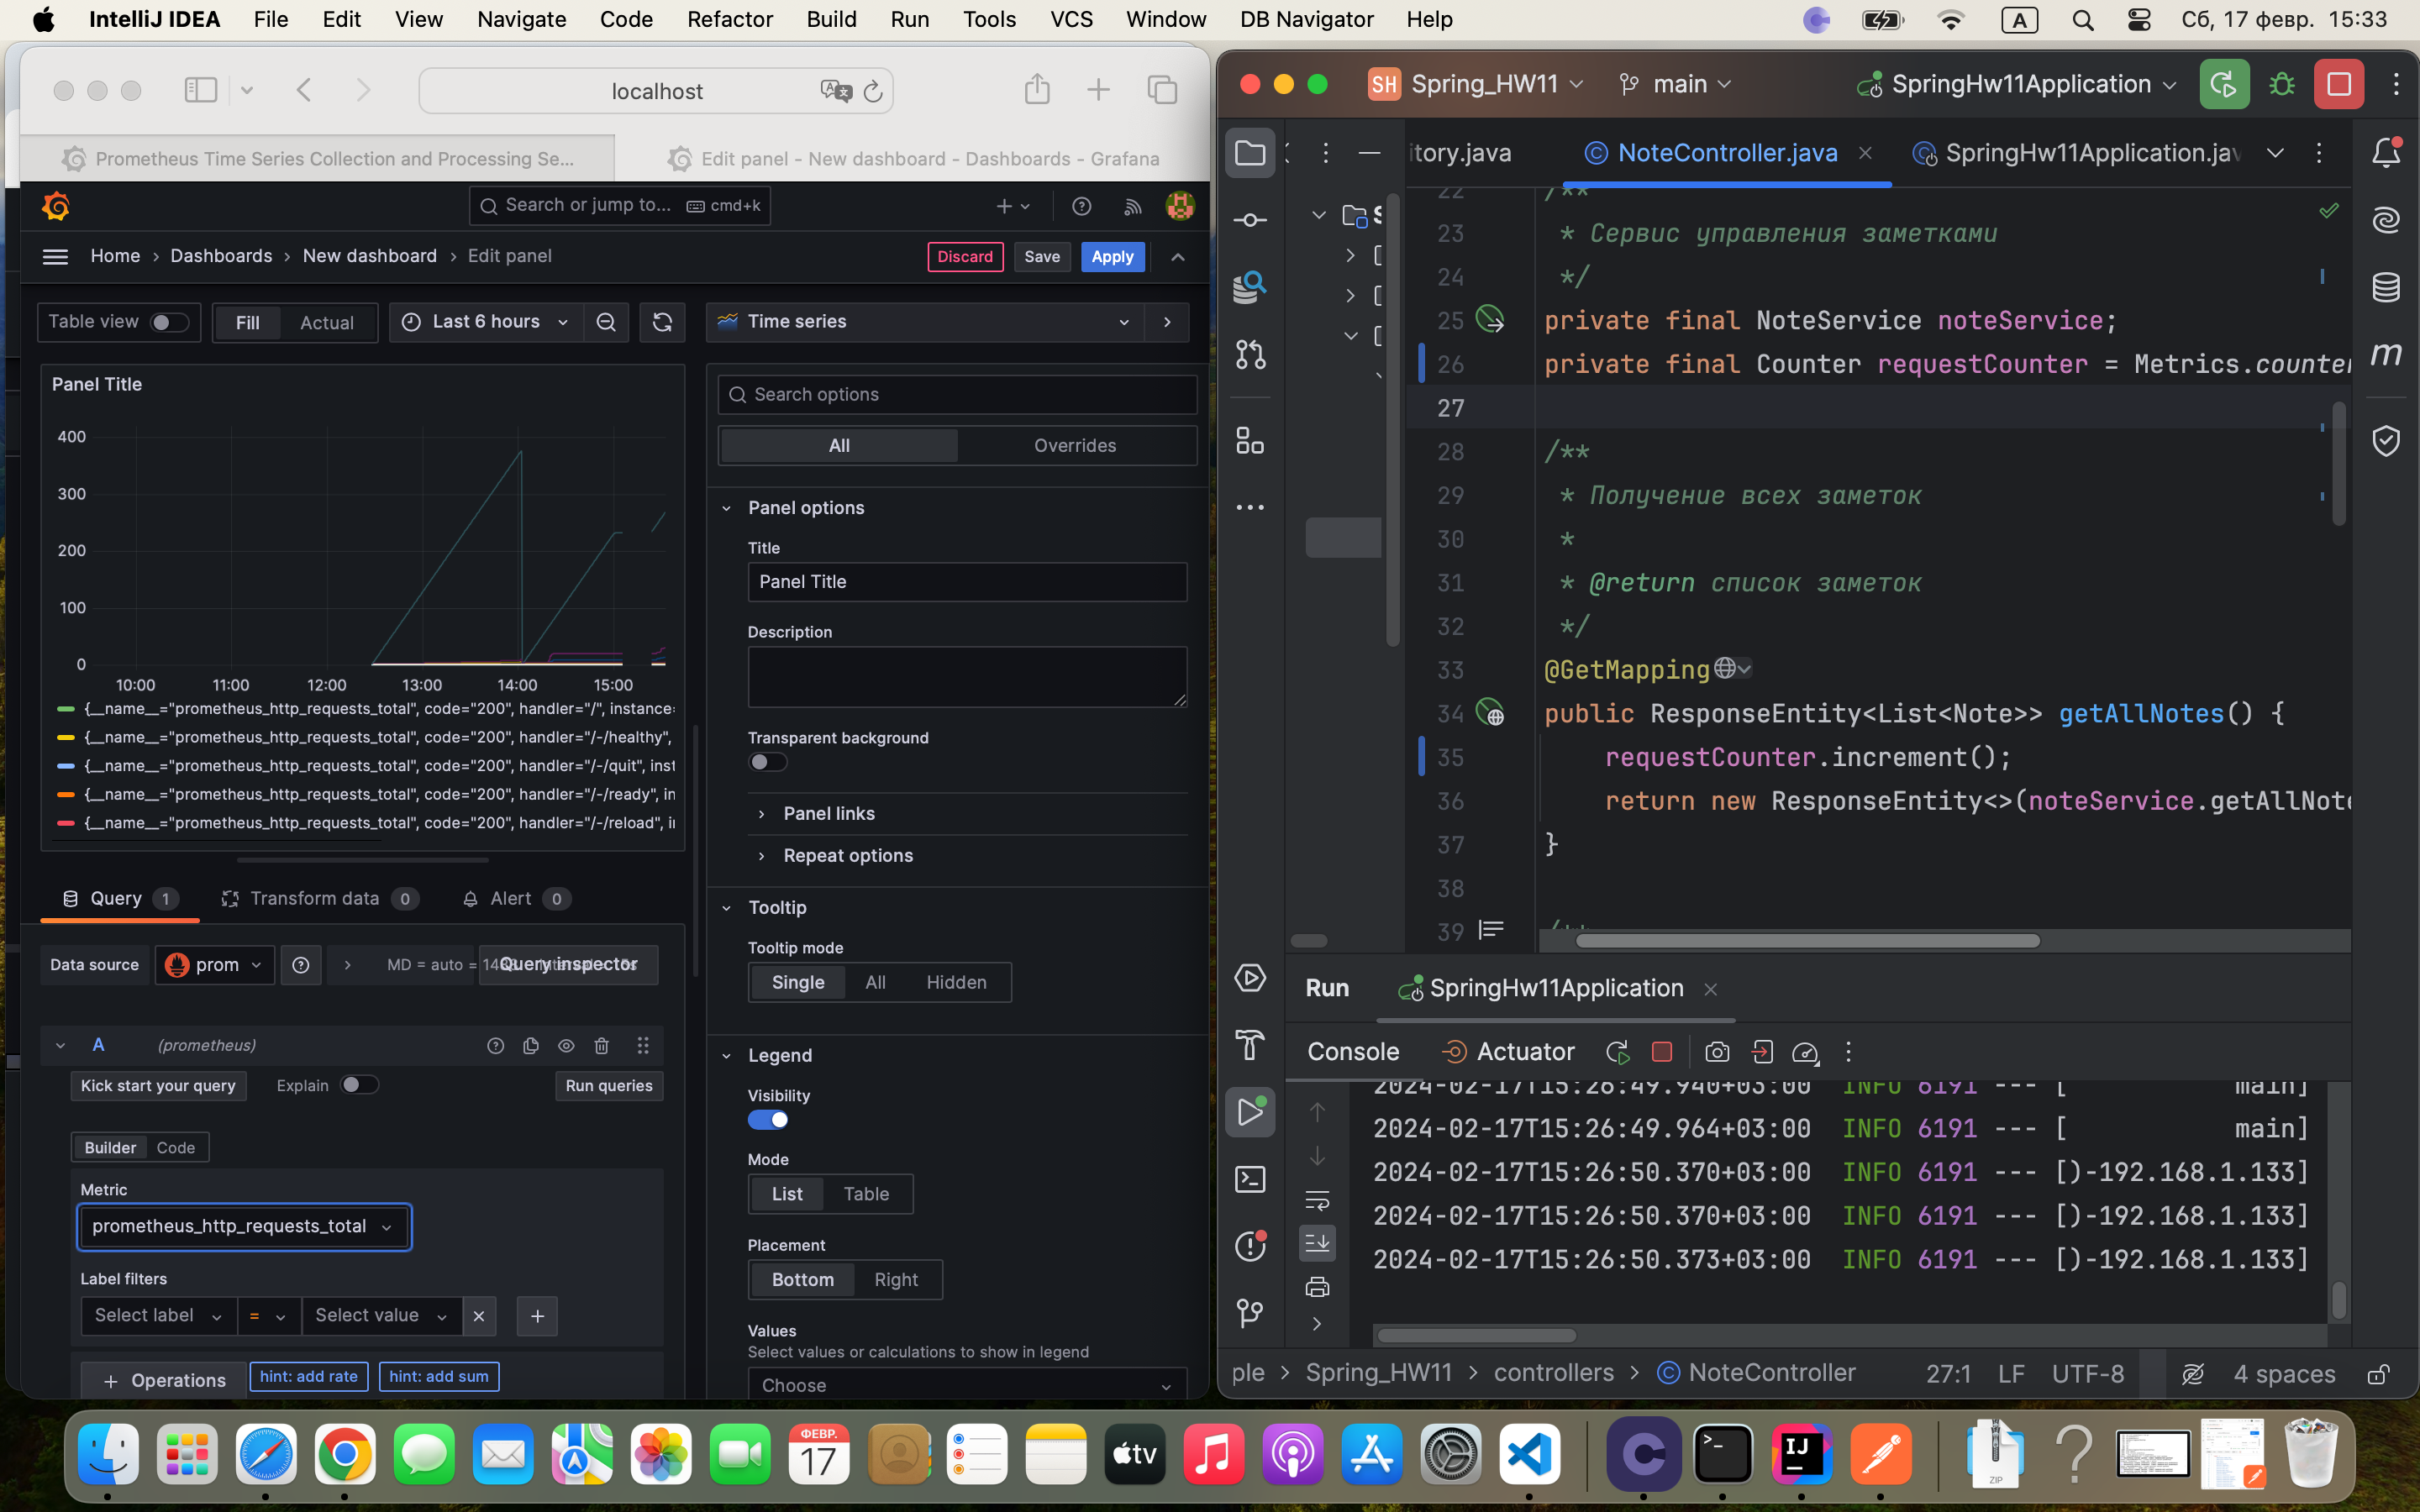 IntelliJ IDEA File Edit View Navigate Code Refactor Build Run Tools VCS Window DB Navigator Help A Сб, 17 февр. 15:33
localhost
Prometheus Time Series Collection and Processing Se...
Edit panel - New dashboard - Dashboards - Grafana
Search or jump to... cmd+k
Home › Dashboards › New dashboard › Edit panel
Discard Save Apply
Table view Fill Actual Last 6 hours
Time series
Panel Title
400
300
200
100
0
10:00 11:00 12:00 13:00 14:00 15:00
{__name__="prometheus_http_requests_total", code="200", handler="/", instance=
{__name__="prometheus_http_requests_total", code="200", handler="/-/healthy",
{__name__="prometheus_http_requests_total", code="200", handler="/-/quit", inst
{__name__="prometheus_http_requests_total", code="200", handler="/-/ready", in
{__name__="prometheus_http_requests_total", code="200", handler="/-/reload", i
Query 1 Transform data 0 Alert 0
Data source prom MD = auto = Query inspector
A (prometheus)
Kick start your query Explain Run queries
Builder Code
Metric
prometheus_http_requests_total
Label filters
Select label = Select value
+ Operations hint: add rate hint: add sum
Search options
All Overrides
Panel options
Title
Panel Title
Description
Transparent background
Panel links
Repeat options
Tooltip
Tooltip mode
Single All Hidden
Legend
Visibility
Mode
List Table
Placement
Bottom Right
Values
Select values or calculations to show in legend
Choose
SH Spring_HW11 main SpringHw11Application
itory.java NoteController.java SpringHw11Application.jav
22 /**
23 * Сервис управления заметками
24 */
25 private final NoteService noteService;
26 private final Counter requestCounter = Metrics.counter
27
28 /**
29 * Получение всех заметок
30 *
31 * @return список заметок
32 */
33 @GetMapping
34 public ResponseEntity<List<Note>> getAllNotes() {
35 requestCounter.increment();
36 return new ResponseEntity<>(noteService.getAllNote
37 }
38
39 /**
Run SpringHw11Application
Console Actuator
2024-02-17T15:26:49.940+03:00 INFO 6191 --- [ main]
2024-02-17T15:26:49.964+03:00 INFO 6191 --- [ main]
2024-02-17T15:26:50.370+03:00 INFO 6191 --- [)-192.168.1.133]
2024-02-17T15:26:50.370+03:00 INFO 6191 --- [)-192.168.1.133]
2024-02-17T15:26:50.373+03:00 INFO 6191 --- [)-192.168.1.133]
ple › Spring_HW11 › controllers › NoteController 27:1 LF UTF-8 4 spaces
ФЕВР.
17
tv
IJ
ZIP